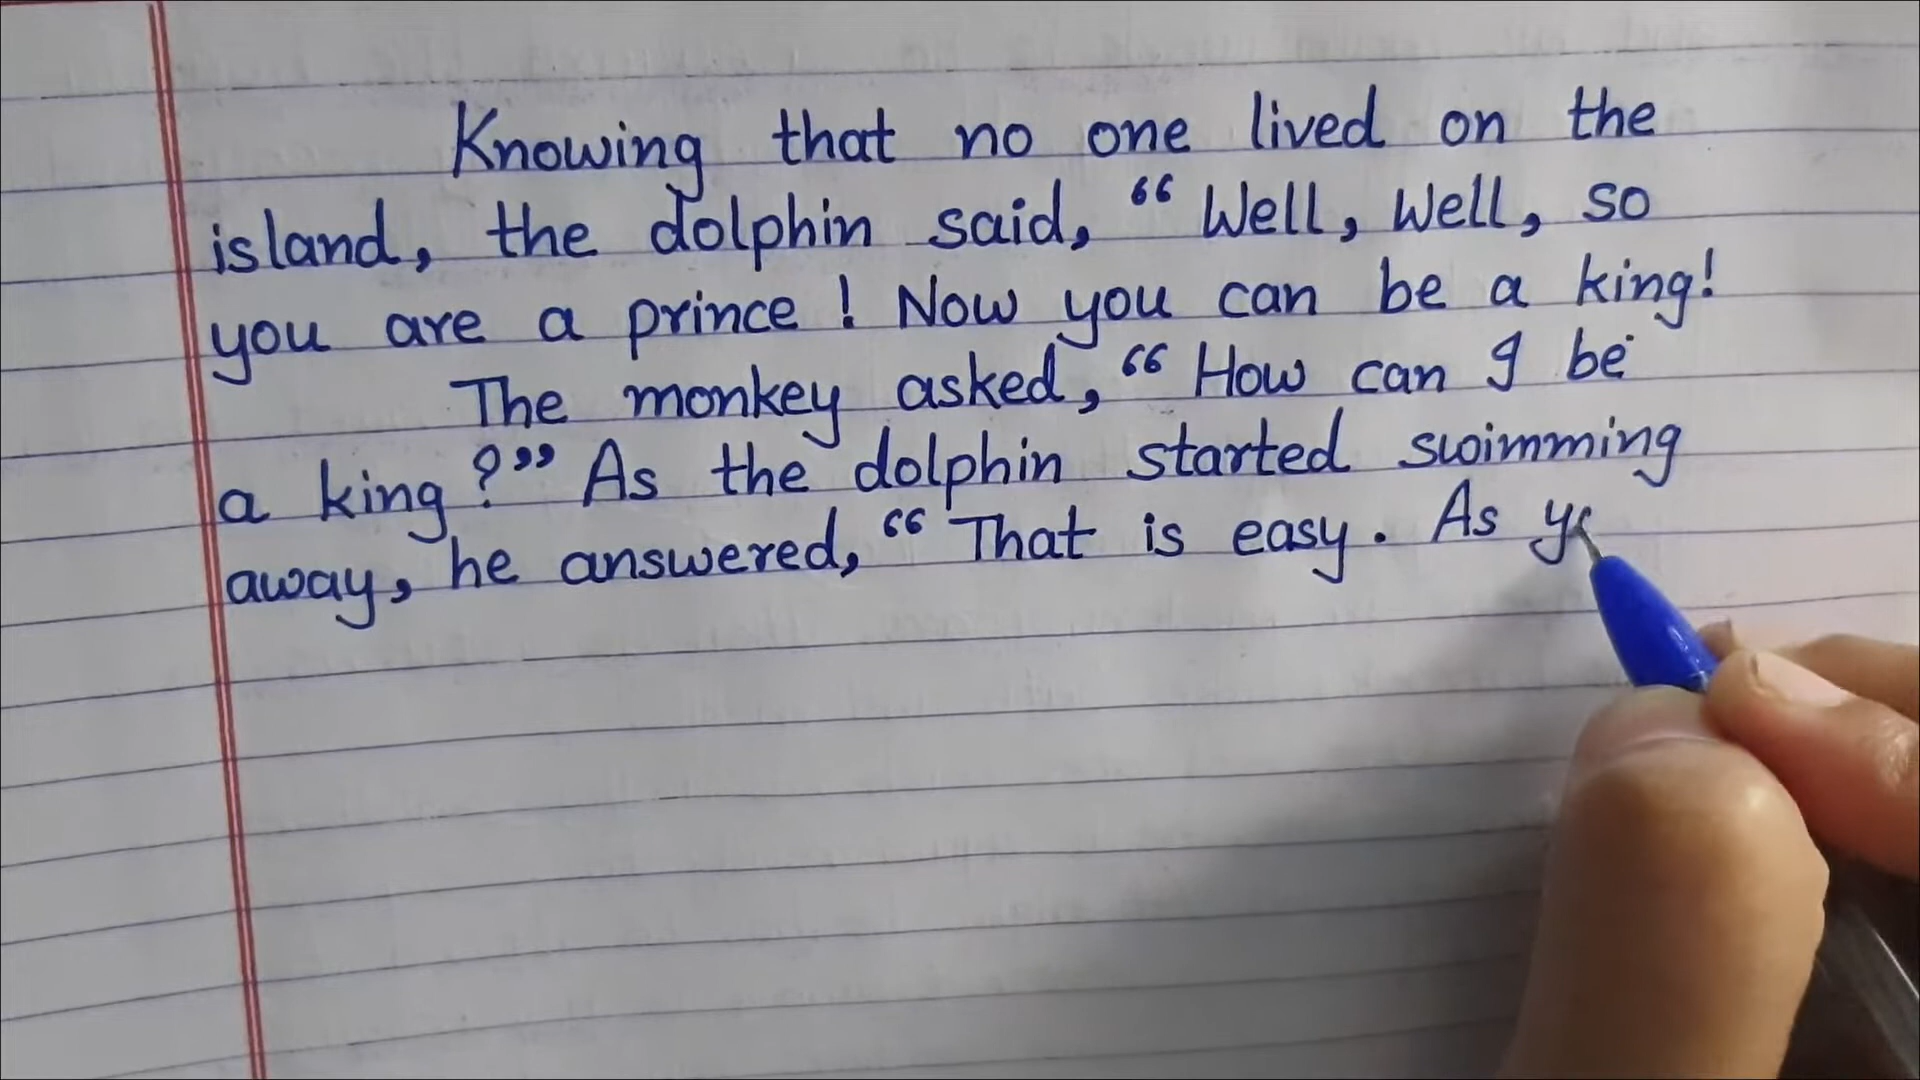 Knowing that no one lived on the
island, the dolphin said, “Well, Well, so
you are a prince! Now you can be a king!
The monkey asked, “How can I be
a king?” As the dolphin started swimming
away, he answered, “That is easy. As